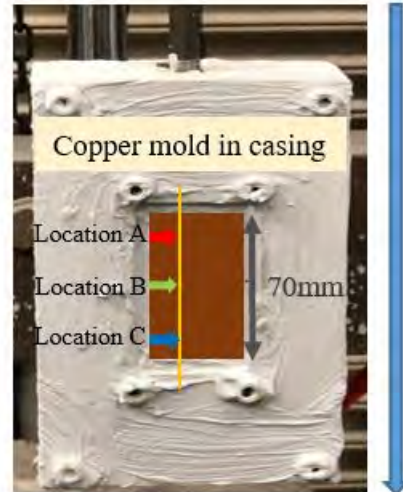 Copper mold in casing
Location A
Location B
70mm
Location C